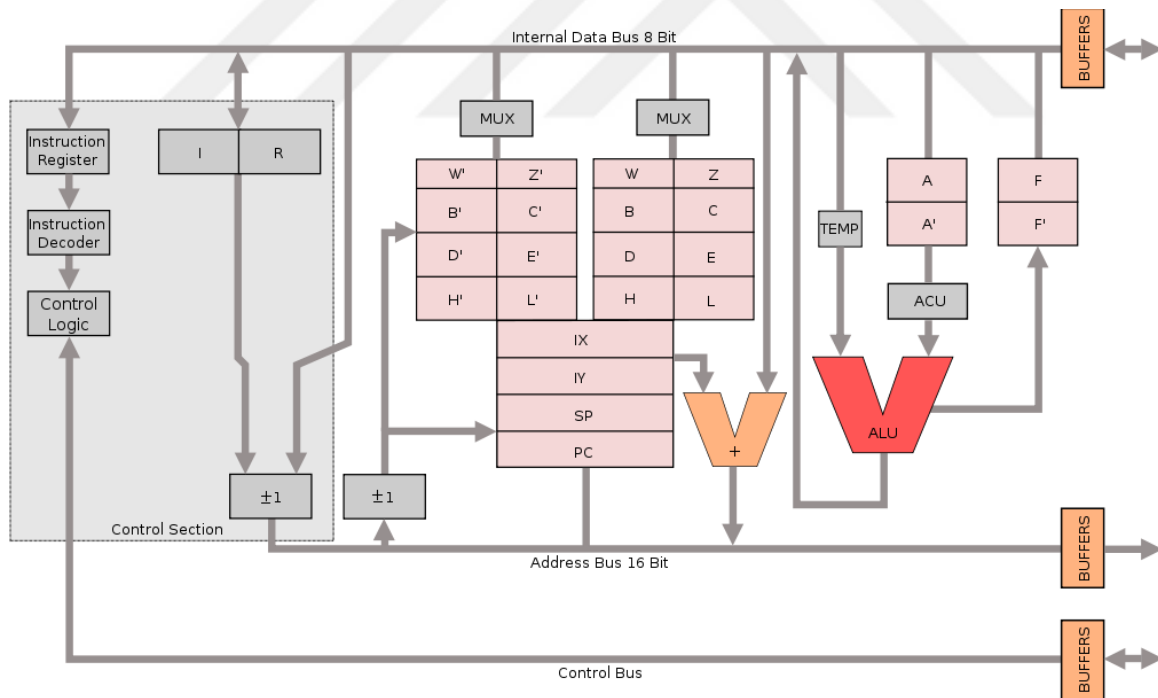 Internal Data Bus 8 Bit
BUFFERS
MUX
MUX
Instruction
Register
I
R
W'
Z'
W
Z
A
F
B'
C'
B
C
A'
F'
Instruction
Decoder
TEMP
D'
E'
D
E
H'
L'
H
L
Control
Logic
ACU
IX
IY
SP
PC
+
ALU
±1
±1
Control Section
Address Bus 16 Bit
BUFFERS
Control Bus
BUFFERS